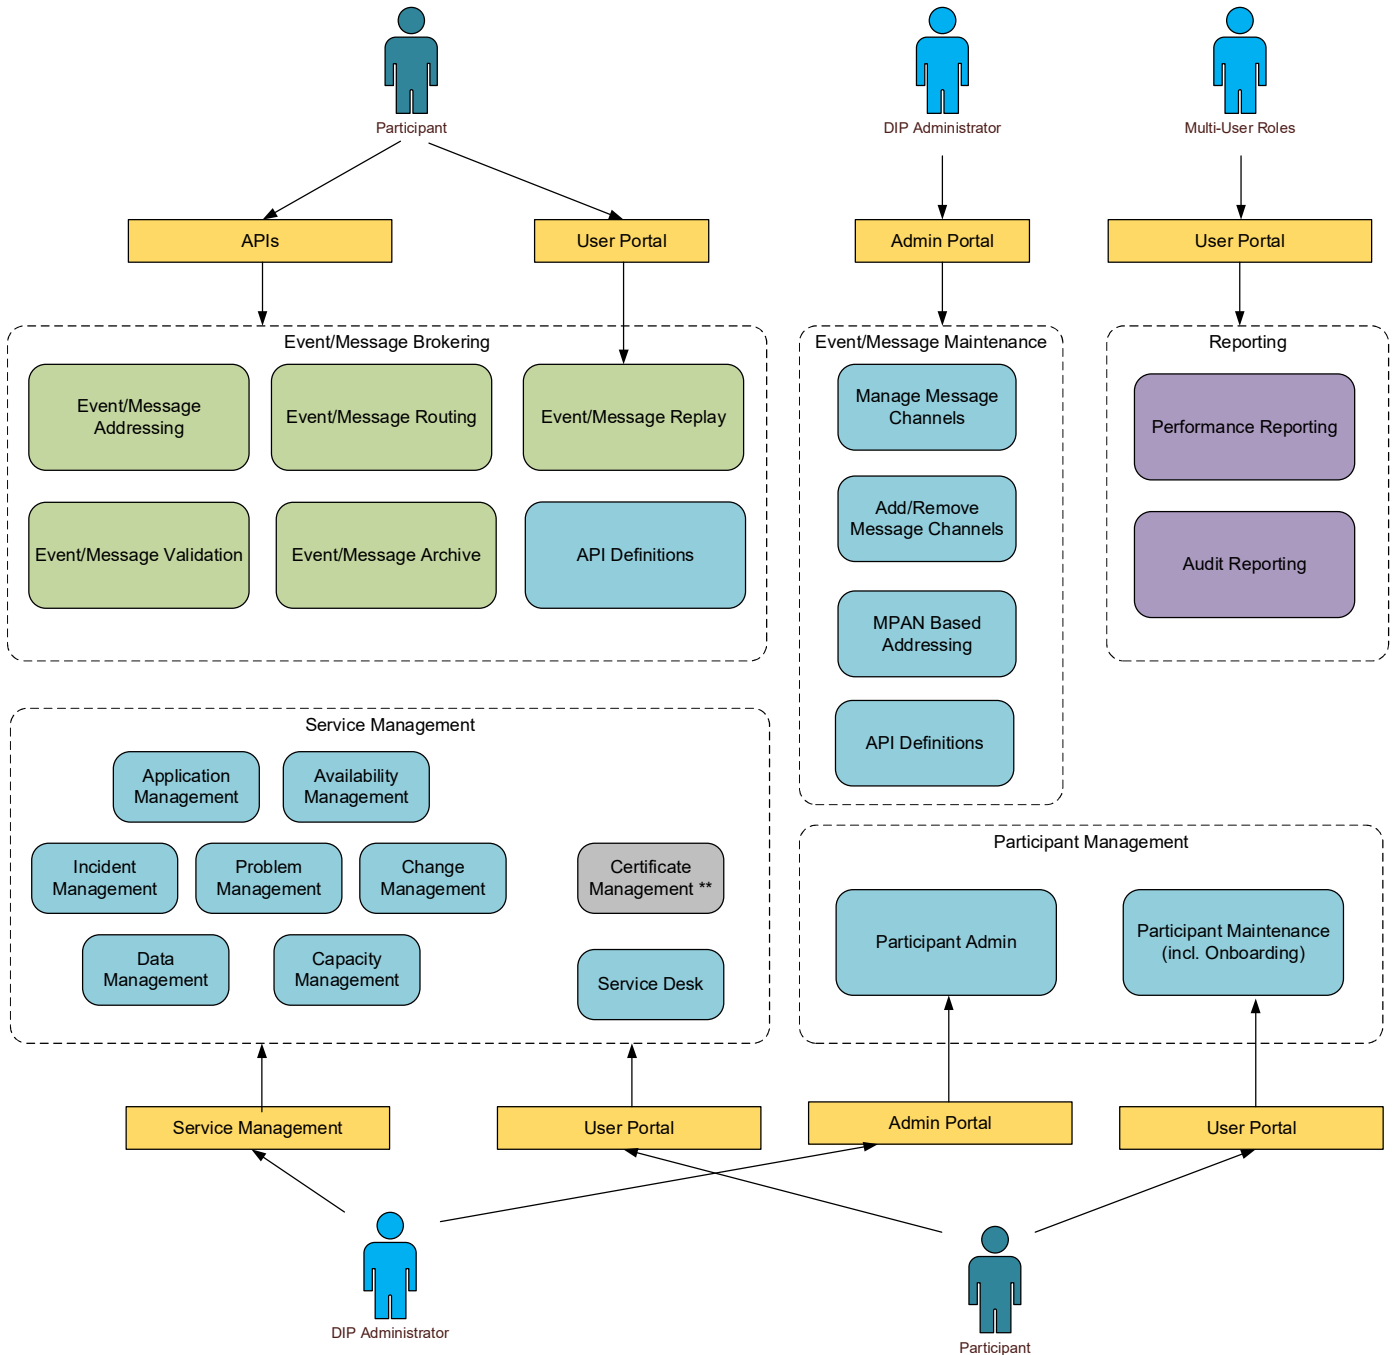 Participant
DIP Administrator
Multi-User Roles
APIs
User Portal
Admin Portal
User Portal
Event/Message Brokering
Event/Message
Addressing
Event/Message Routing
Event/Message Replay
Event/Message Validation
Event/Message Archive
API Definitions
Event/Message Maintenance
Manage Message
Channels
Add/Remove
Message Channels
MPAN Based
Addressing
API Definitions
Reporting
Performance Reporting
Audit Reporting
Service Management
Application
Management
Availability
Management
Incident
Management
Problem
Management
Change
Management
Certificate
Management **
Data
Management
Capacity
Management
Service Desk
Participant Management
Participant Admin
Participant Maintenance
(incl. Onboarding)
Service Management
User Portal
Admin Portal
User Portal
DIP Administrator
Participant